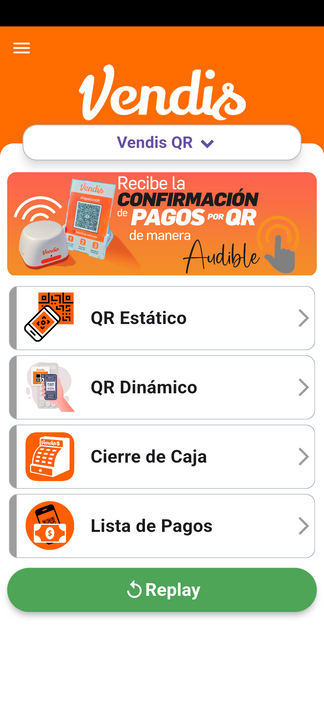 Vendis
Vendis QR
Vendis
Recibe la
CONFIRMACIÓN
de PAGOS POR QR
de manera
Audible
QR Estático
QR Dinámico
Vendis
Cierre de Caja
Lista de Pagos
Replay